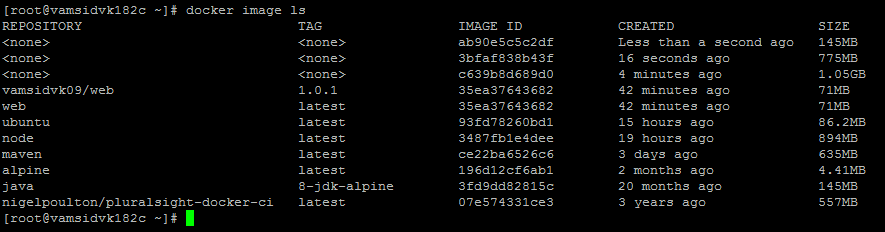 [root@vamsidvk182c ~]# docker image ls
REPOSITORY TAG IMAGE ID CREATED SIZE
<none> <none> ab90e5c5c2df Less than a second ago 145MB
<none> <none> 3bfaf838b43f 16 seconds ago 775MB
<none> <none> c639b8d689d0 4 minutes ago 1.05GB
vamsidvk09/web 1.0.1 35ea37643682 42 minutes ago 71MB
web latest 35ea37643682 42 minutes ago 71MB
ubuntu latest 93fd78260bd1 15 hours ago 86.2MB
node latest 3487fb1e4dee 19 hours ago 894MB
maven latest ce22ba6526c6 3 days ago 635MB
alpine latest 196d12cf6ab1 2 months ago 4.41MB
java 8-jdk-alpine 3fd9dd82815c 20 months ago 145MB
nigelpoulton/pluralsight-docker-ci latest 07e574331ce3 3 years ago 557MB
[root@vamsidvk182c ~]#